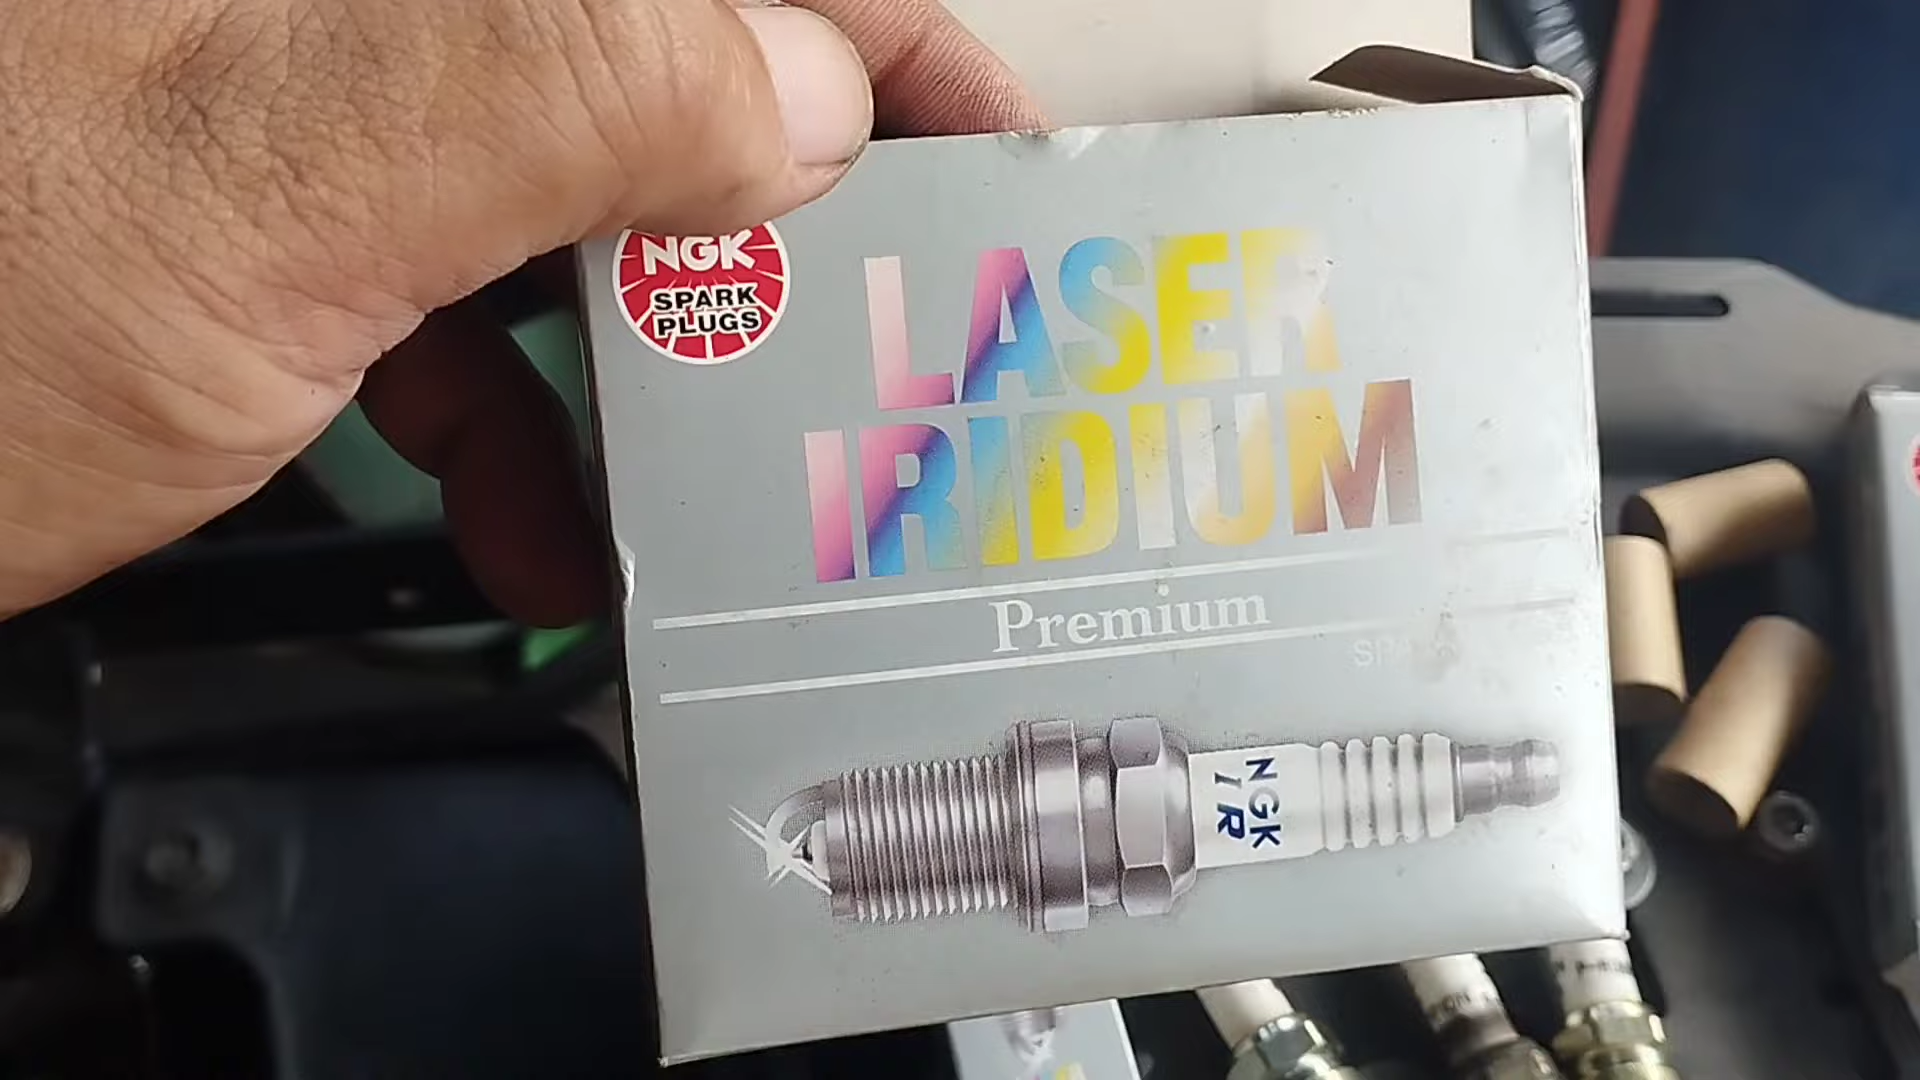 NGK
SPARK
PLUGS
LASER
IRIDIUM
Premium
NGK
IR